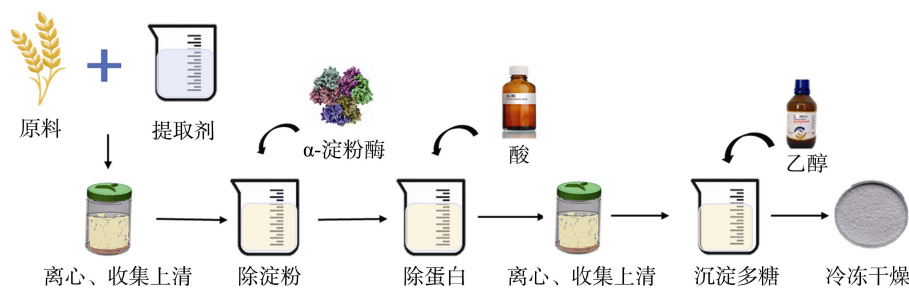 原料
提取剂
α-淀粉酶
酸
乙醇
离心、收集上清
除淀粉
除蛋白
离心、收集上清
沉淀多糖
冷冻干燥